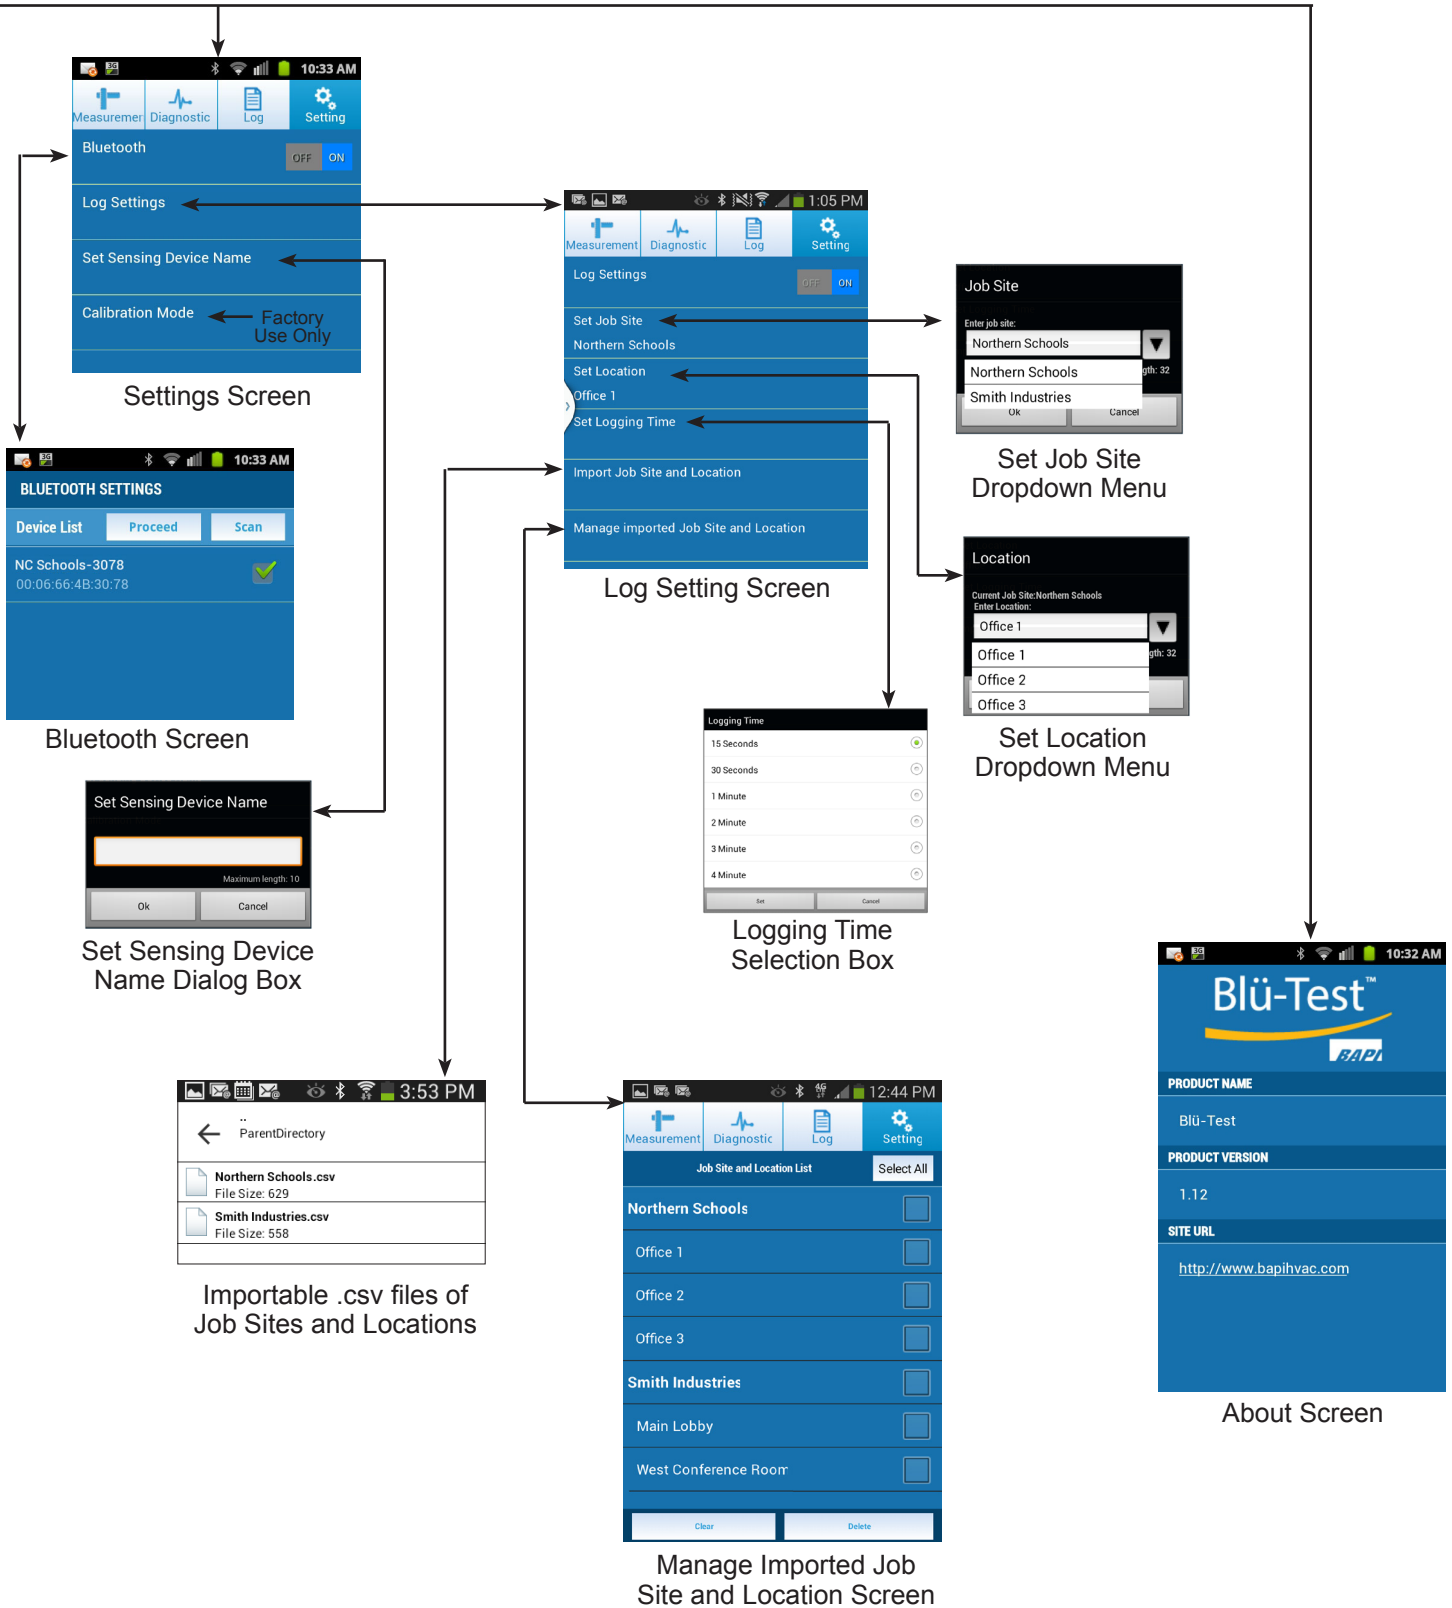 3G
10:33 AM
Measuremer
Diagnostic
Log
Setting
Bluetooth
OFF ON
Log Settings
Set Sensing Device Name
Calibration Mode
Factory
Use Only
Settings Screen
3G
10:33 AM
BLUETOOTH SETTINGS
Device List
Proceed
Scan
NC Schools-3078
00:06:66:4B:30:78
Bluetooth Screen
Set Sensing Device Name
Maximum length: 10
Ok
Cancel
Set Sensing Device
Name Dialog Box
1:05 PM
Measurement
Diagnostic
Log
Setting
Log Settings
OFF ON
Set Job Site
Northern Schools
Set Location
Office 1
Set Logging Time
Import Job Site and Location
Manage imported Job Site and Location
Log Setting Screen
Job Site
Enter job site:
Northern Schools
Northern Schools
gth: 32
Smith Industries
Ok
Cancel
Set Job Site
Dropdown Menu
Location
Current Job Site:Northern Schools
Enter Location:
Office 1
Office 1
gth: 32
Office 2
Office 3
Set Location
Dropdown Menu
Logging Time
15 Seconds
30 Seconds
1 Minute
2 Minute
3 Minute
4 Minute
Set
Cancel
Logging Time
Selection Box
3:53 PM
..
ParentDirectory
Northern Schools.csv
File Size: 629
Smith Industries.csv
File Size: 558
Importable .csv files of
Job Sites and Locations
4G
12:44 PM
Measurement
Diagnostic
Log
Setting
Job Site and Location List
Select All
Northern Schools
Office 1
Office 2
Office 3
Smith Industries
Main Lobby
West Conference Room
Clear
Delete
Manage Imported Job
Site and Location Screen
3G
10:32 AM
Blü-Test™
BAPI
PRODUCT NAME
Blü-Test
PRODUCT VERSION
1.12
SITE URL
http://www.bapihvac.com
About Screen